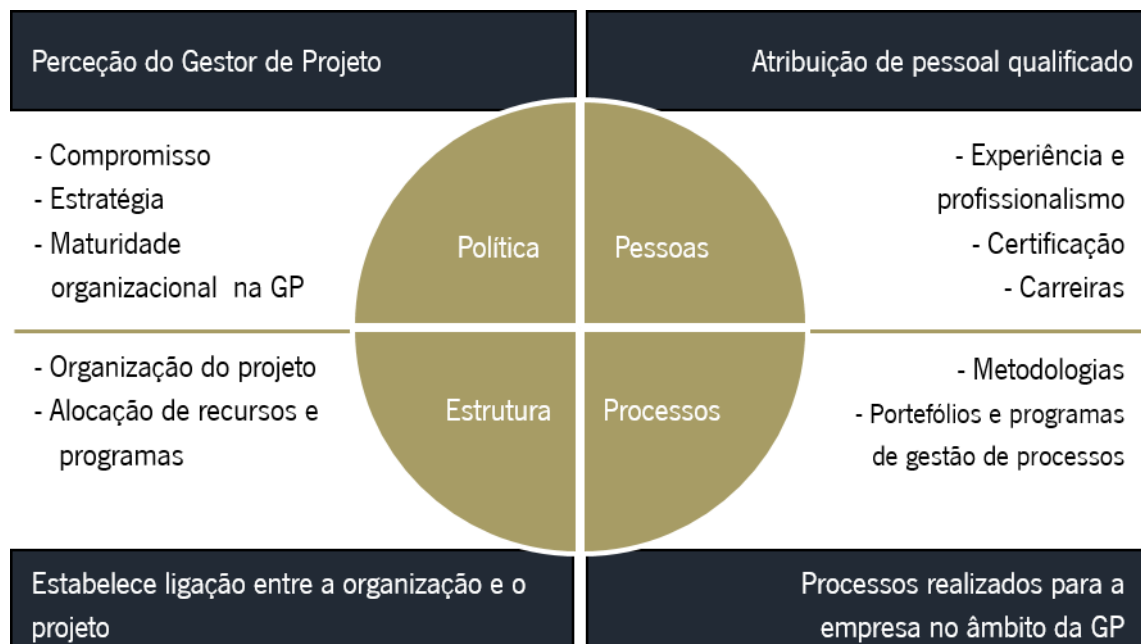 Perceção do Gestor de Projeto
Atribuição de pessoal qualificado
- Compromisso
- Estratégia
- Maturidade
organizacional na GP
Política
Pessoas
- Experiência e
profissionalismo
- Certificação
- Carreiras
- Organização do projeto
- Alocação de recursos e
programas
Estrutura
Processos
- Metodologias
- Portefólios e programas
de gestão de processos
Estabelece ligação entre a organização e o
projeto
Processos realizados para a
empresa no âmbito da GP